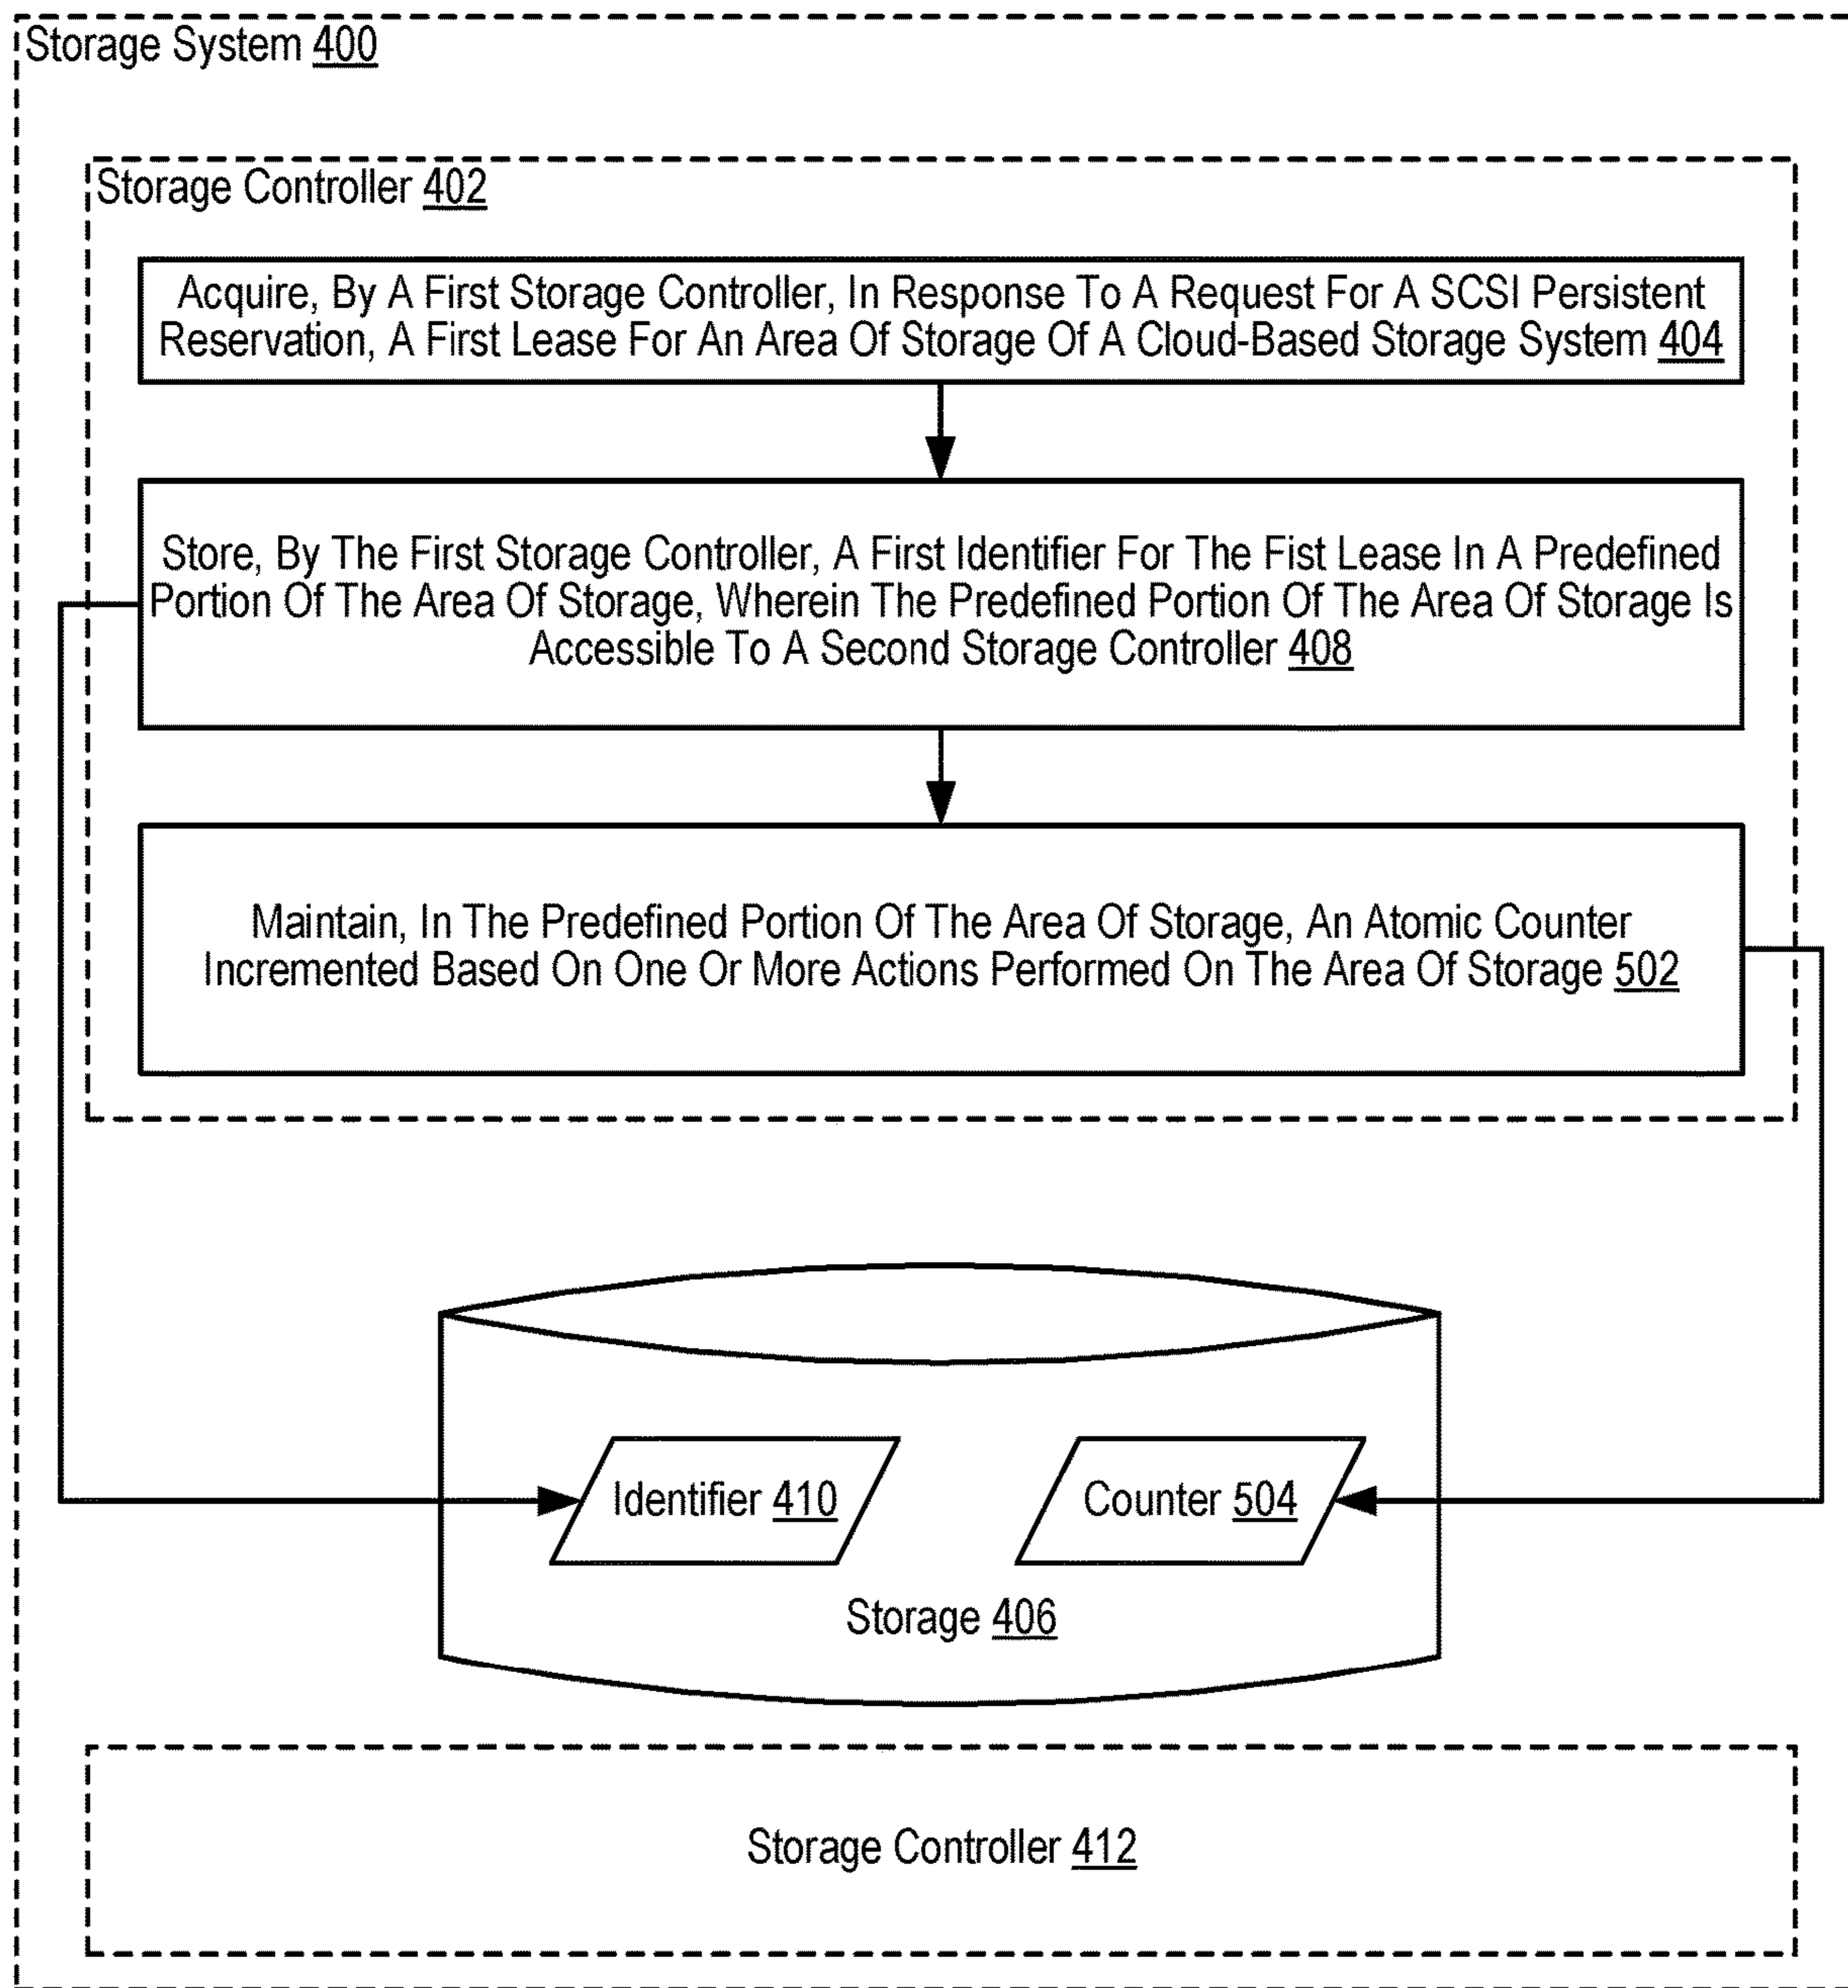 Storage System 400
Storage Controller 402
Acquire, By A First Storage Controller, In Response To A Request For A SCSI Persistent
Reservation, A First Lease For An Area Of Storage Of A Cloud-Based Storage System 404
Store, By The First Storage Controller, A First Identifier For The Fist Lease In A Predefined
Portion Of The Area Of Storage, Wherein The Predefined Portion Of The Area Of Storage Is
Accessible To A Second Storage Controller 408
Maintain, In The Predefined Portion Of The Area Of Storage, An Atomic Counter
Incremented Based On One Or More Actions Performed On The Area Of Storage 502
Identifier 410
Counter 504
Storage 406
Storage Controller 412